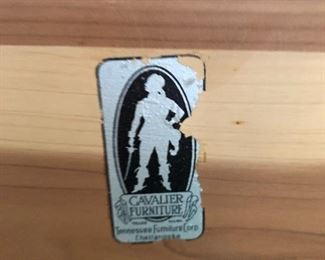 CAVALIER
FURNITURE
Tennessee Furniture Corp.
Chattanooga